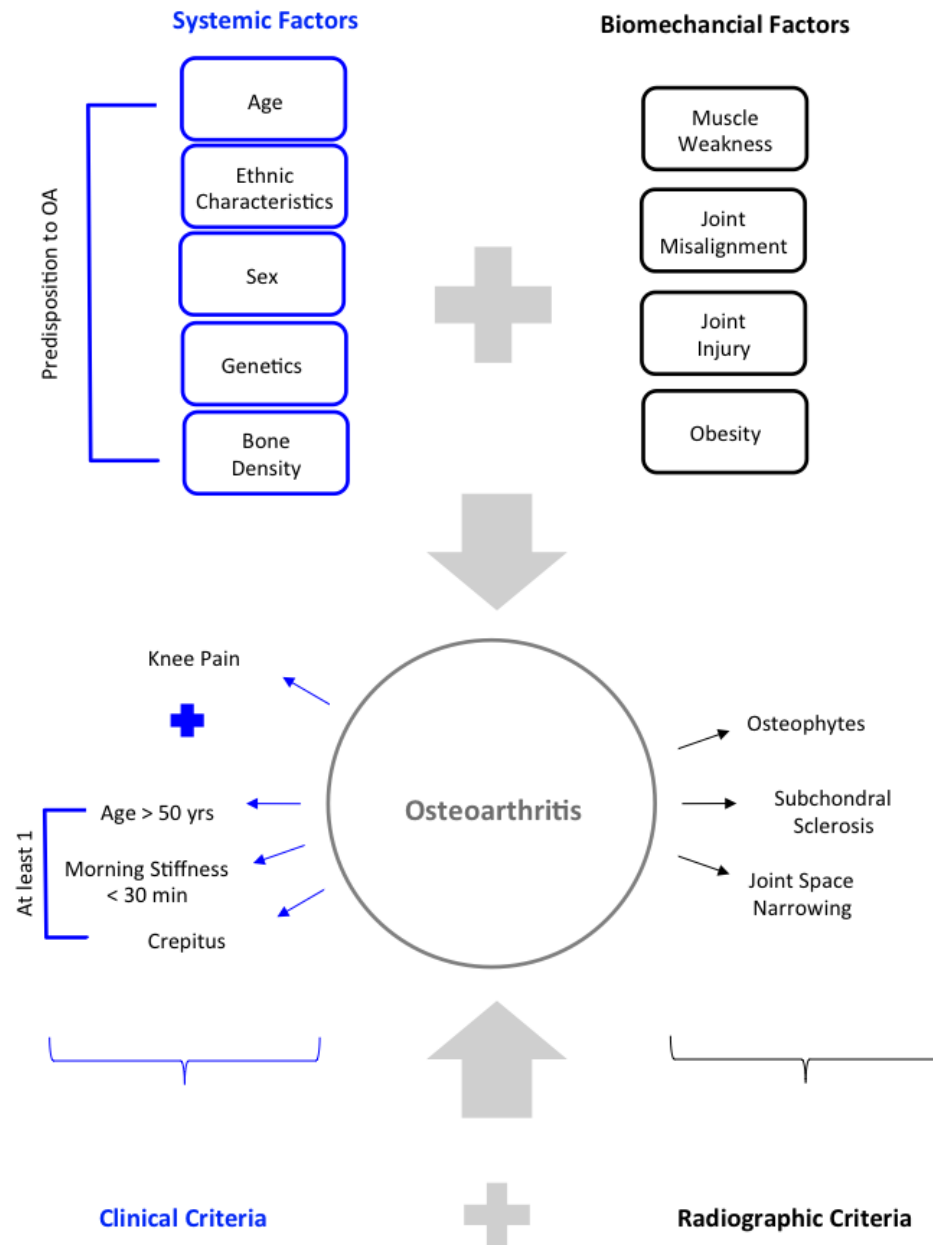 Systemic Factors
Biomechancial Factors
Predisposition to OA
Age
Ethnic
Characteristics
Sex
Genetics
Bone
Density
Muscle
Weakness
Joint
Misalignment
Joint
Injury
Obesity
Knee Pain
At least 1
Age > 50 yrs
Morning Stiffness
< 30 min
Crepitus
Osteoarthritis
Osteophytes
Subchondral
Sclerosis
Joint Space
Narrowing
Clinical Criteria
Radiographic Criteria